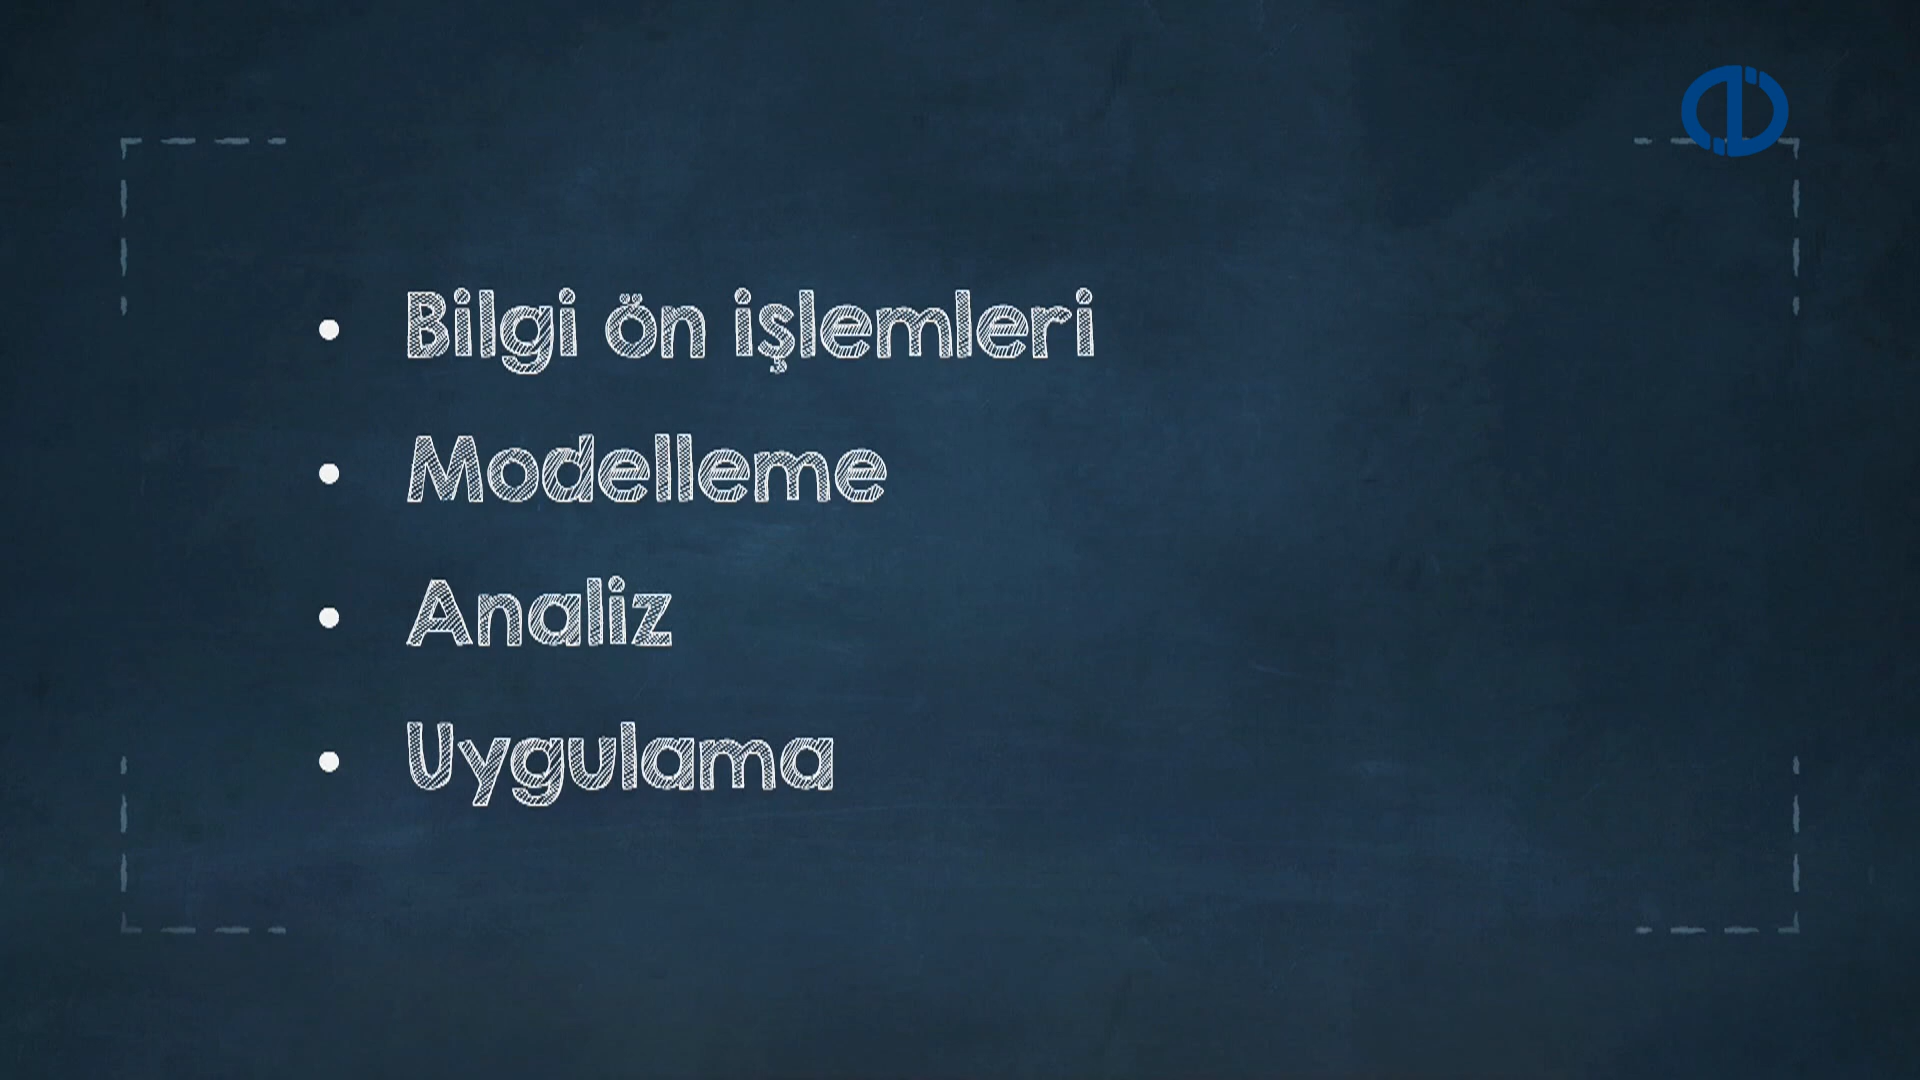 • Bilgi ön işlemleri
• Modelleme
• Analiz
• Uygulama